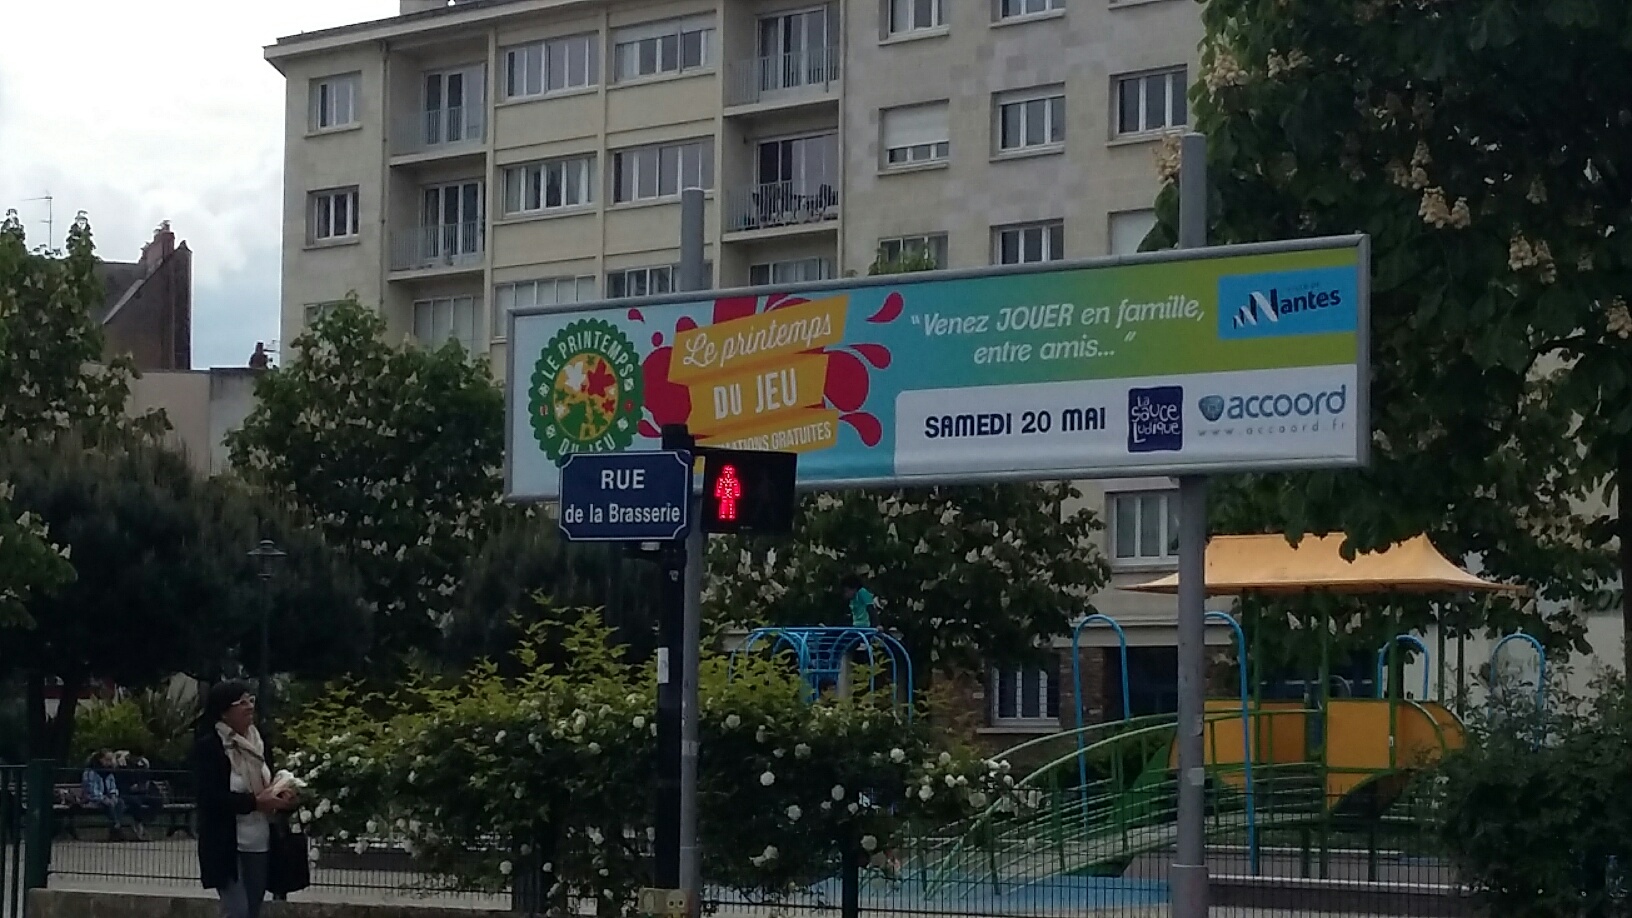 LE PRINTEMPS
DU JEU
Le printemps
DU JEU
GRATUITES
"Venez JOUER en famille,
entre amis..."
Nantes
SAMEDI 20 MAI
La
Sauce
Ludique
accoord
www.accoord.fr
RUE
de la Brasserie